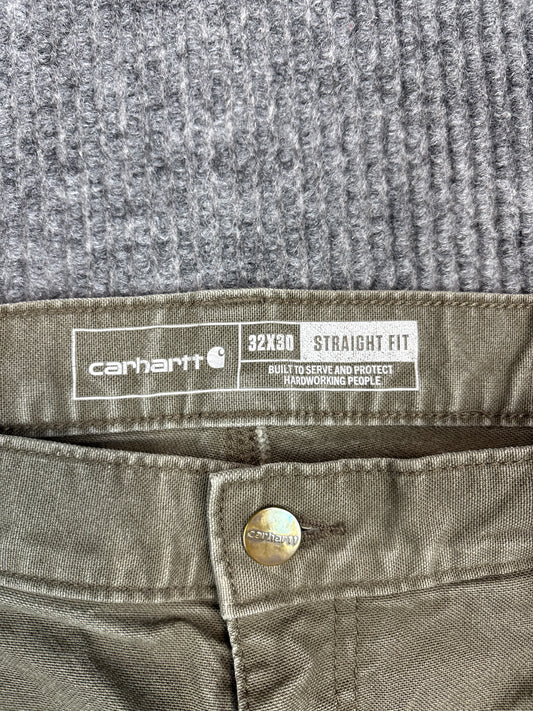 carhartt
32X30
STRAIGHT FIT
BUILT TO SERVE AND PROTECT
HARDWORKING PEOPLE
carhartt